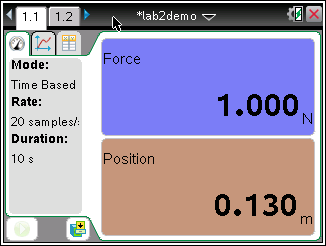 1.1 1.2 *lab2demo
Mode:
Time Based
Rate:
20 samples/s
Duration:
10 s
Force
1.000 N
Position
0.130 m